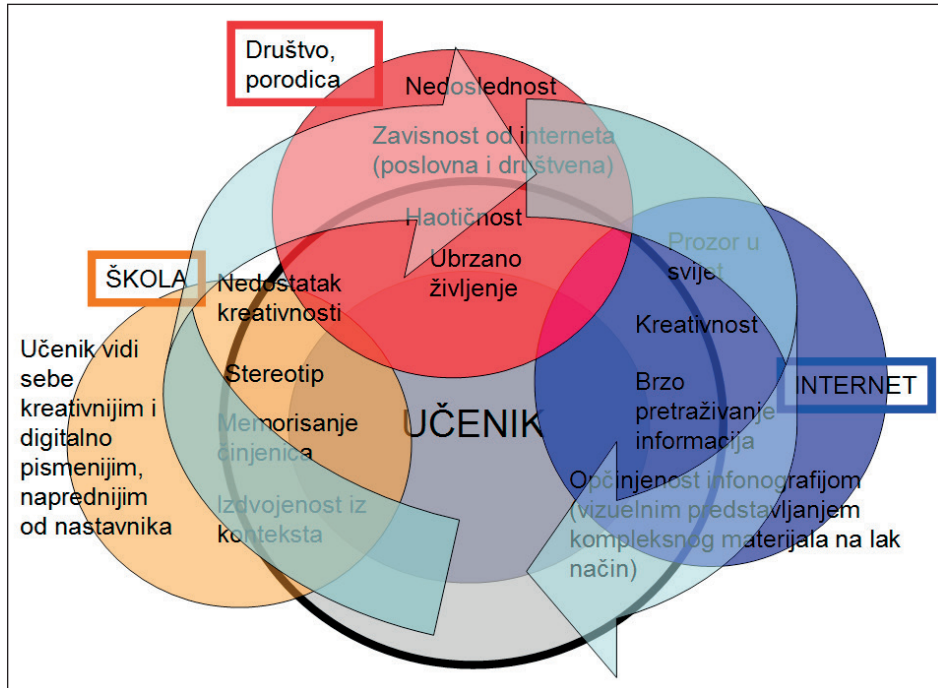 Društvo,
porodica
Nedoslednost
Zavisnost od interneta
(poslovna i društvena)
Haotičnost
Ubrzano
življenje
ŠKOLA
Nedostatak
kreativnosti
Stereotip
Memorisanje
činjenica
Izdvojenost iz
konteksta
Učenik vidi
sebe
kreativnijim i
digitalno
pismenijim,
naprednijim
od nastavnika
UČENIK
Prozor u
svijet
Kreativnost
Brzo
pretraživanje
informacija
INTERNET
Opčinjenost infonografijom
(vizuelnim predstavljanjem
kompleksnog materijala na lak
način)